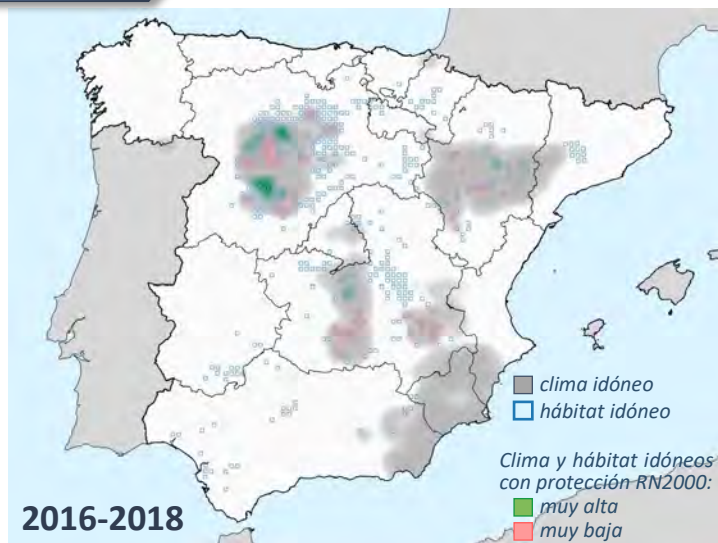 clima idóneo
hábitat idóneo
Clima y hábitat idóneos
con protección RN2000:
muy alta
muy baja
2016-2018